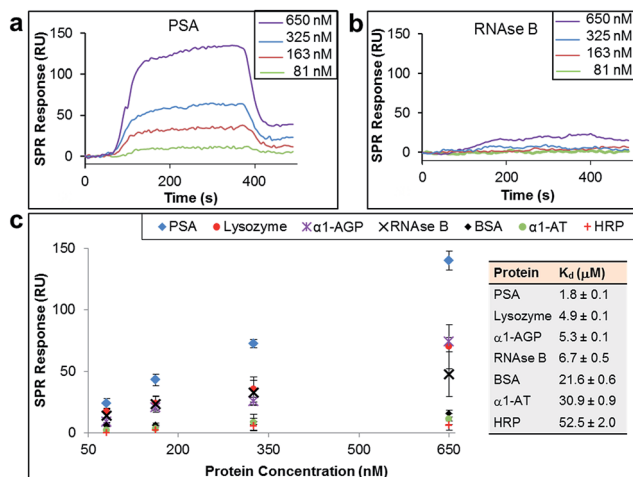 a
PSA
650 nM
325 nM
163 nM
81 nM
SPR Response (RU)
150
100
50
0
0
200
400
Time (s)
b
RNAse B
650 nM
325 nM
163 nM
81 nM
SPR Response (RU)
150
100
50
0
0
200
400
Time (s)
c
PSA Lysozyme α1-AGP RNAse B BSA α1-AT HRP
SPR Response (RU)
150
100
50
0
50 150 250 350 450 550 650
Protein Concentration (nM)
Protein Kd (μM)
PSA 1.8 ± 0.1
Lysozyme 4.9 ± 0.1
α1-AGP 5.3 ± 0.1
RNAse B 6.7 ± 0.5
BSA 21.6 ± 0.6
α1-AT 30.9 ± 0.9
HRP 52.5 ± 2.0